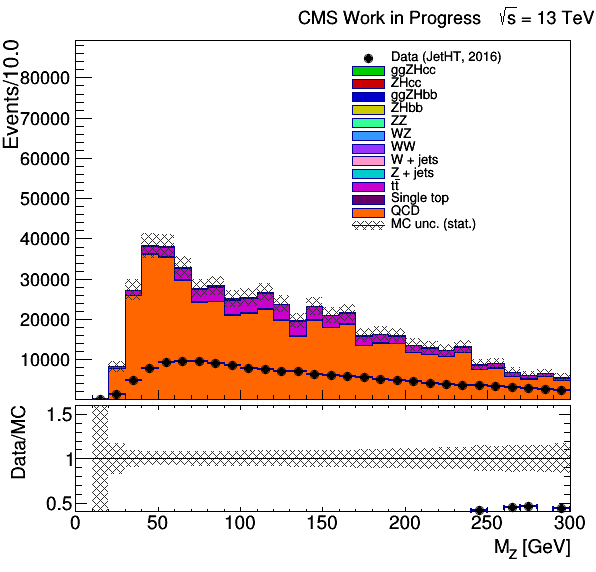 CMS Work in Progress √s = 13 TeV
Events/10.0
80000
70000
60000
50000
40000
30000
20000
10000
Data (JetHT, 2016)
ggZHcc
ZHcc
ggZHbb
ZHbb
ZZ
WZ
WW
W + jets
Z + jets
tt̄
Single top
QCD
MC unc. (stat.)
Data/MC
1.5
1
0.5
0 50 100 150 200 250 300
M_Z [GeV]